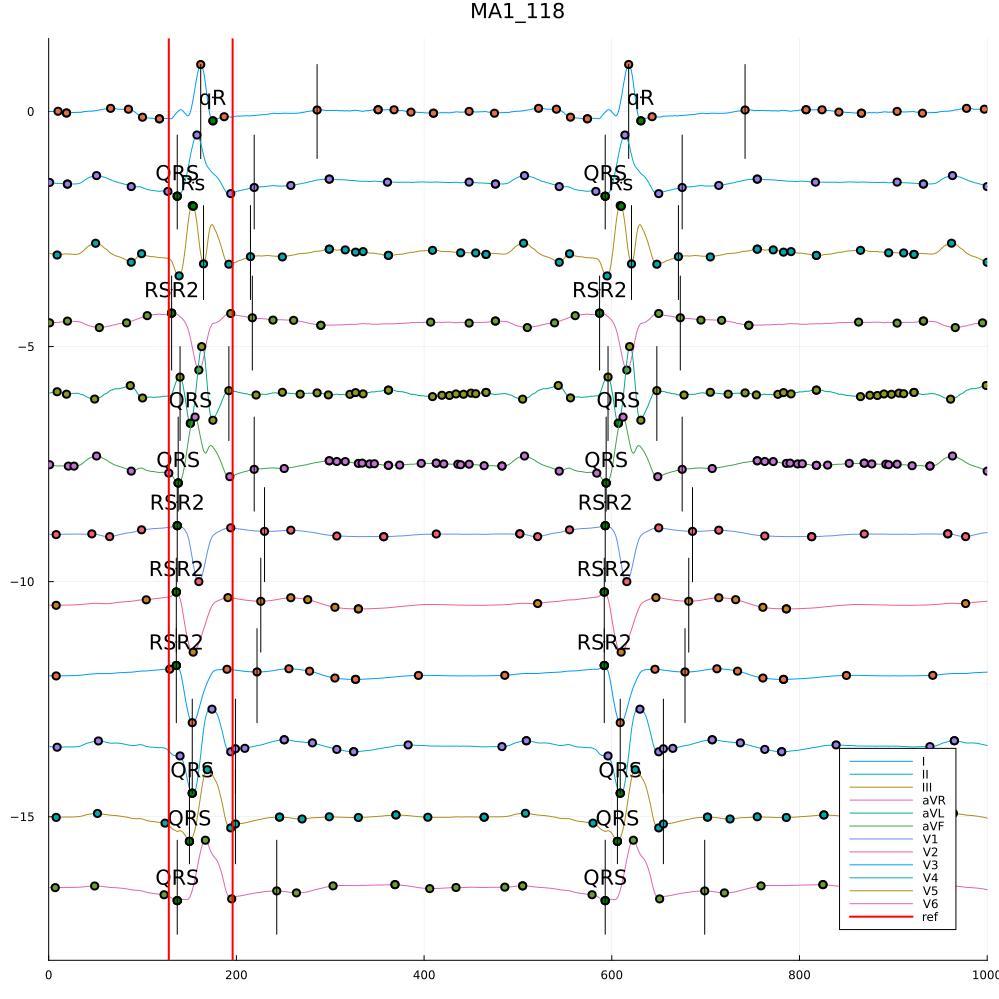 MA1_118
0
qR
qR
QRS
QRS
Rs
Rs
RSR2
RSR2
−5
QRS
QRS
QRS
QRS
RSR2
RSR2
−10
RSR2
RSR2
RSR2
RSR2
QRS
QRS
I
II
III
aVR
aVL
aVF
V1
V2
V3
V4
V5
V6
ref
−15
QRS
QRS
QRS
QRS
0
200
400
600
800
1000